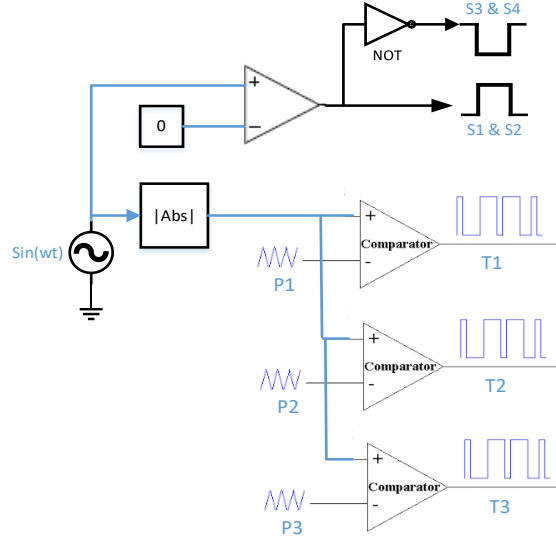 S3 & S4
NOT
+
0
−
S1 & S2
|Abs|
Sin(wt)
+
Comparator
-
P1
T1
+
Comparator
-
P2
T2
+
Comparator
-
P3
T3